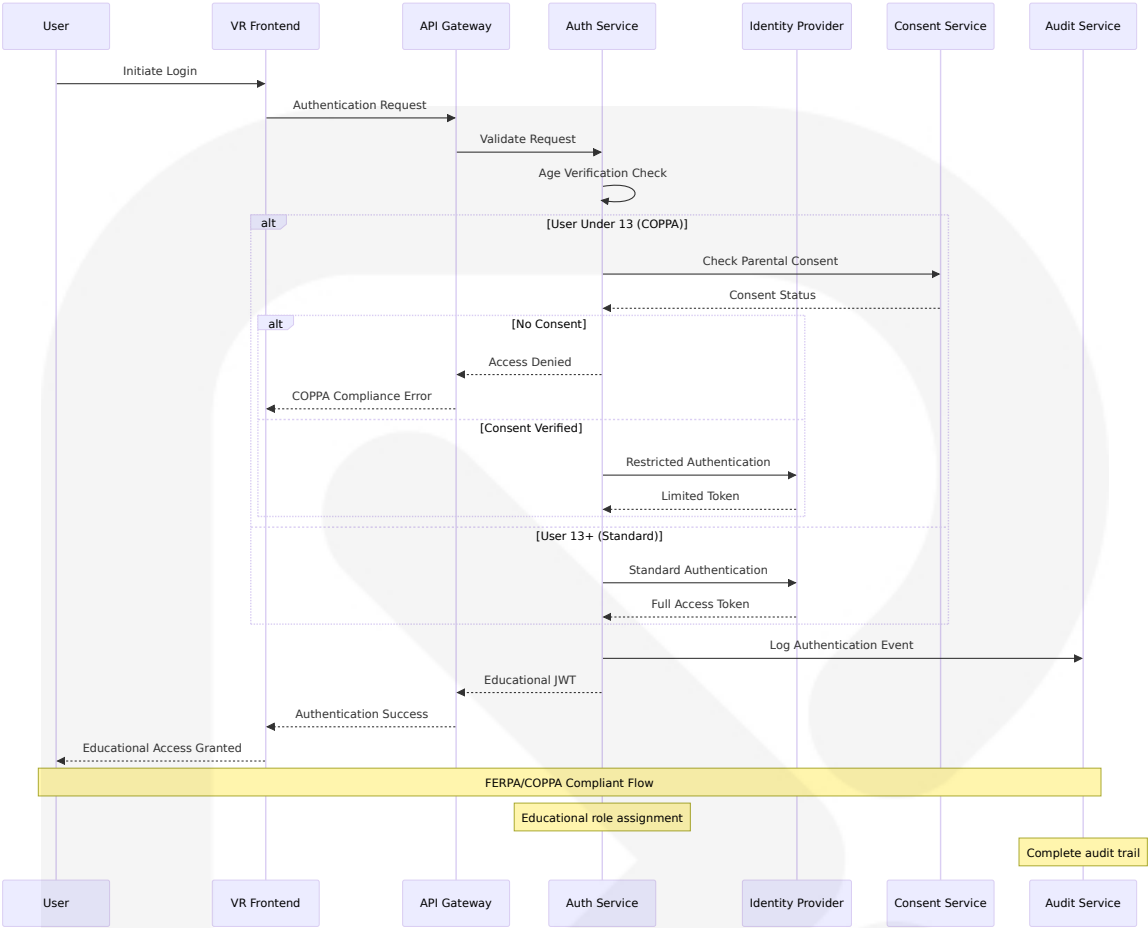 User
VR Frontend
API Gateway
Auth Service
Identity Provider
Consent Service
Audit Service
Initiate Login
Authentication Request
Validate Request
Age Verification Check
alt
[User Under 13 (COPPA)]
Check Parental Consent
Consent Status
alt
[No Consent]
Access Denied
COPPA Compliance Error
[Consent Verified]
Restricted Authentication
Limited Token
[User 13+ (Standard)]
Standard Authentication
Full Access Token
Log Authentication Event
Educational JWT
Authentication Success
Educational Access Granted
FERPA/COPPA Compliant Flow
Educational role assignment
Complete audit trail
User
VR Frontend
API Gateway
Auth Service
Identity Provider
Consent Service
Audit Service